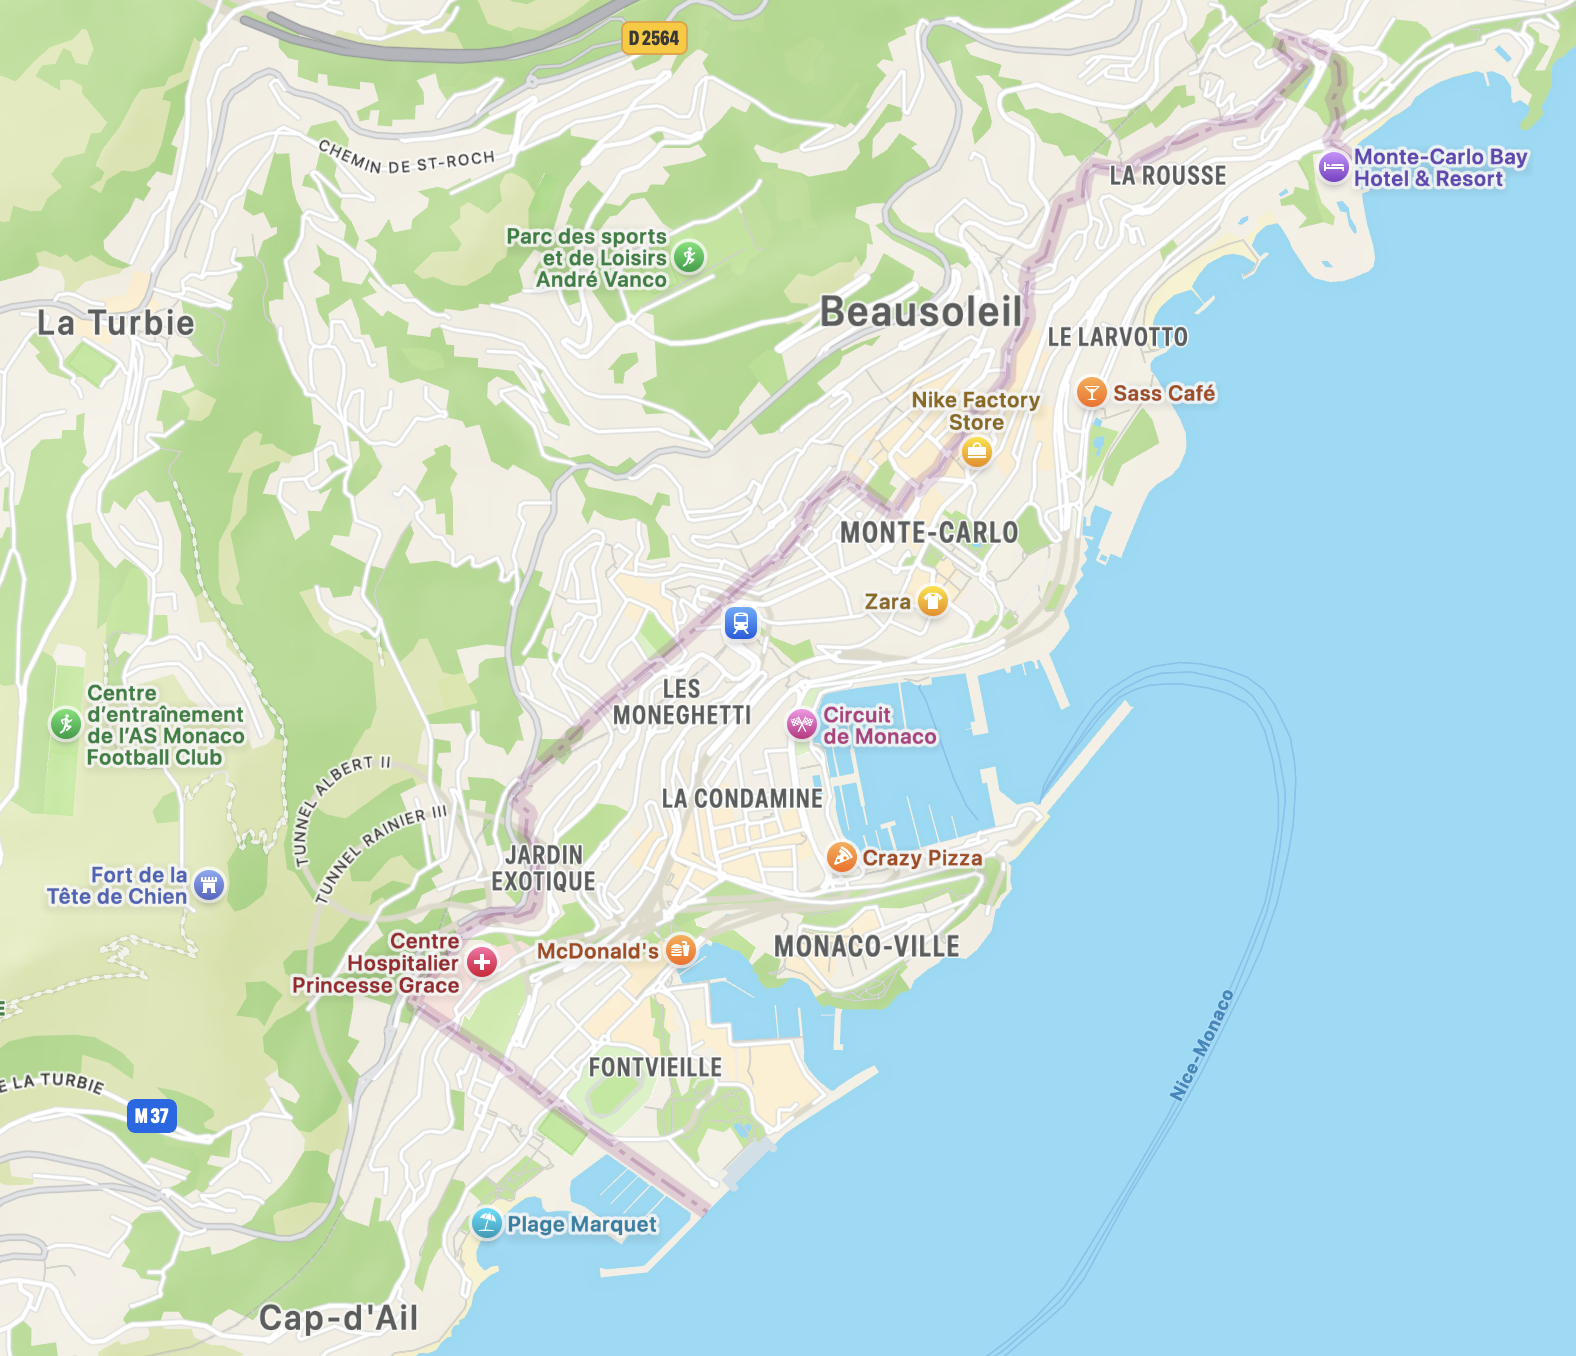 D 2564
CHEMIN DE ST-ROCH
LA ROUSSE
Monte-Carlo Bay
Hotel & Resort
Parc des sports
et de Loisirs
André Vanco
La Turbie
Beausoleil
LE LARVOTTO
Nike Factory
Store
Sass Café
MONTE-CARLO
Zara
LES
MONEGHETTI
Centre
d'entraînement
de l'AS Monaco
Football Club
Circuit
de Monaco
TUNNEL ALBERT II
TUNNEL RAINIER III
LA CONDAMINE
JARDIN
EXOTIQUE
Crazy Pizza
Fort de la
Tête de Chien
Centre
Hospitalier
Princesse Grace
McDonald's
MONACO-VILLE
E
Nice-Monaco
FONTVIEILLE
E LA TURBIE
M 37
Plage Marquet
Cap-d'Ail